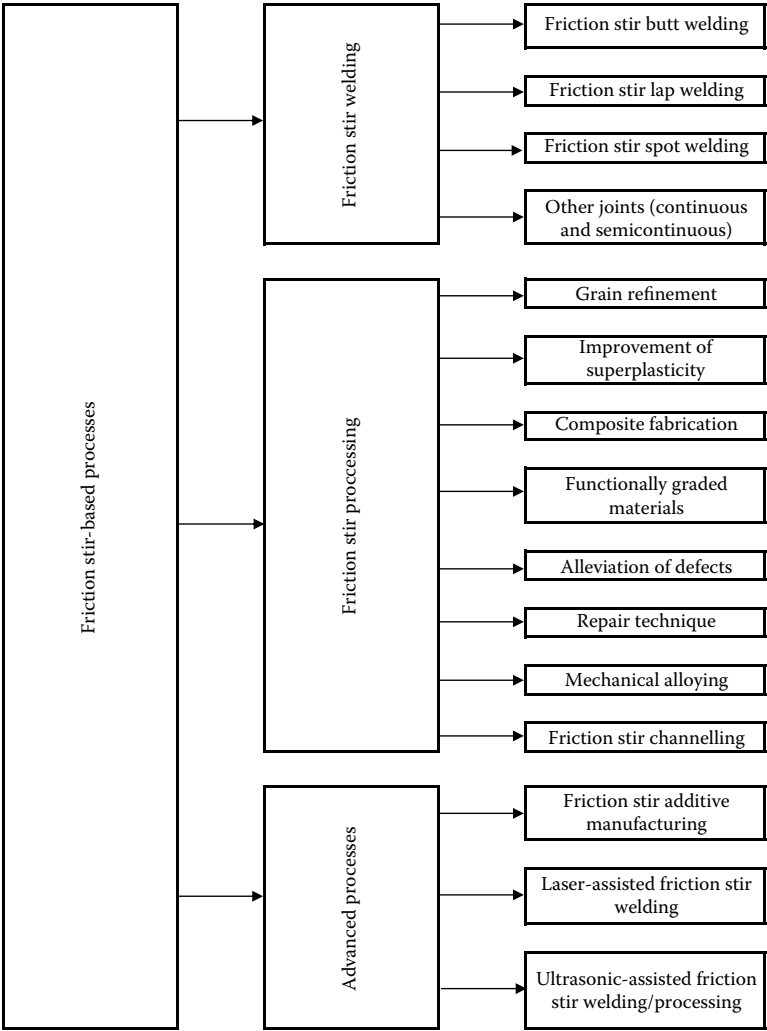 Friction stir-based processes
Friction stir welding
Friction stir butt welding
Friction stir lap welding
Friction stir spot welding
Other joints (continuous
and semicontinuous)
Friction stir proccessing
Grain refinement
Improvement of
superplasticity
Composite fabrication
Functionally graded
materials
Alleviation of defects
Repair technique
Mechanical alloying
Friction stir channelling
Advanced processes
Friction stir additive
manufacturing
Laser-assisted friction stir
welding
Ultrasonic-assisted friction
stir welding/processing